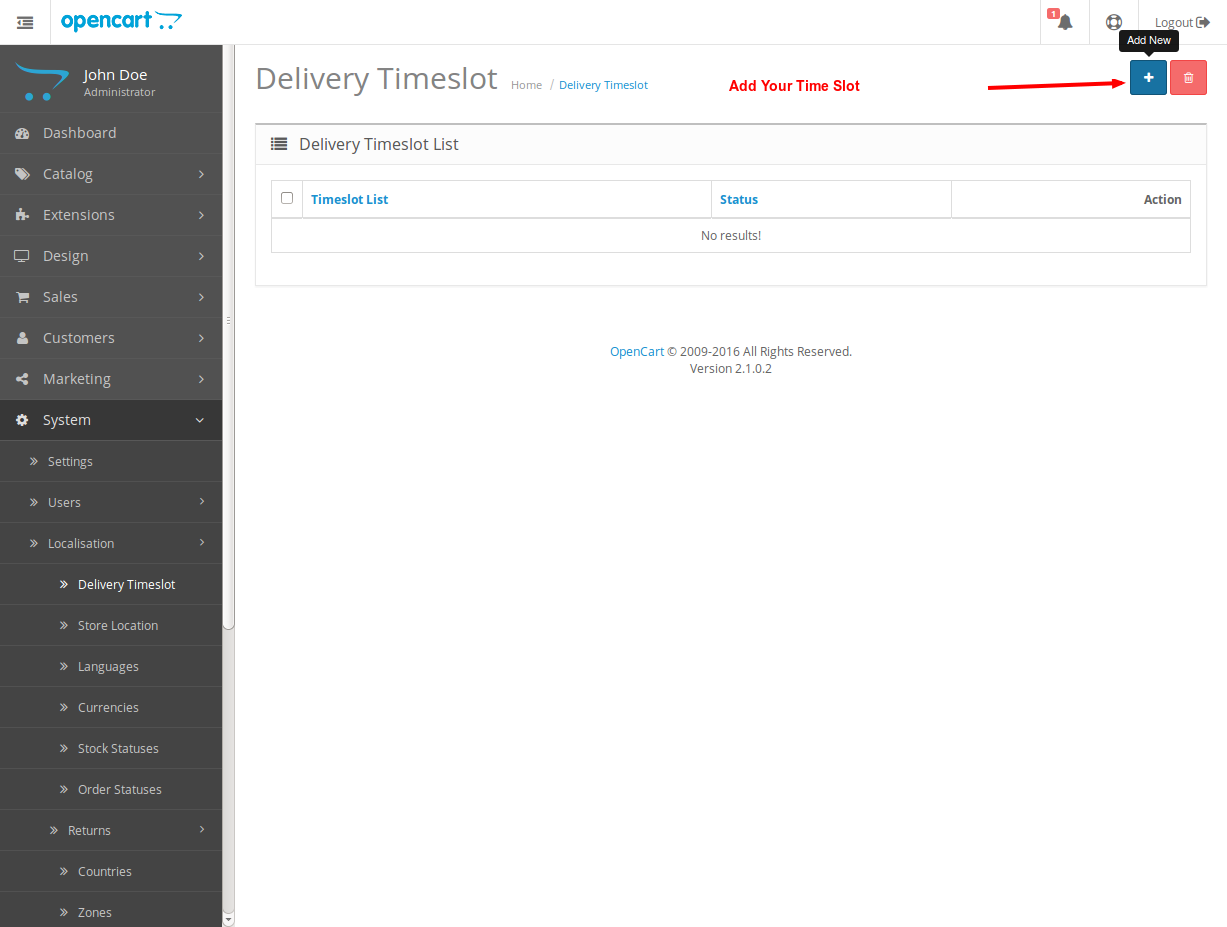 opencart
1
Logout
Add New
John Doe
Administrator
Dashboard
Catalog
Extensions
Design
Sales
Customers
Marketing
System
Settings
Users
Localisation
Delivery Timeslot
Store Location
Languages
Currencies
Stock Statuses
Order Statuses
Returns
Countries
Zones
Delivery Timeslot
Home / Delivery Timeslot
Add Your Time Slot
Delivery Timeslot List
Timeslot List Status Action
No results!
OpenCart © 2009-2016 All Rights Reserved.
Version 2.1.0.2